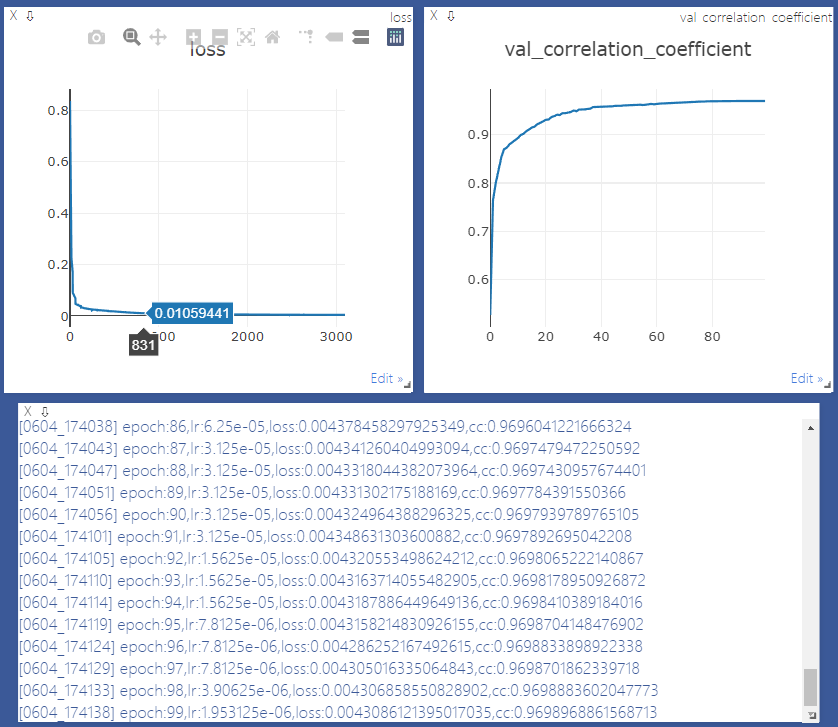 X ⇩ loss
loss
0.8
0.6
0.4
0.2
0
0.01059441
831
2000
3000
Edit »
X ⇩ val_correlation_coefficient
val_correlation_coefficient
0.9
0.8
0.7
0.6
0 20 40 60 80
Edit »
X ⇩
[0604_174038] epoch:86,lr:6.25e-05,loss:0.004378458297925349,cc:0.9696041221666324
[0604_174043] epoch:87,lr:3.125e-05,loss:0.004341260404993094,cc:0.9697479472250592
[0604_174047] epoch:88,lr:3.125e-05,loss:0.0043318044382073964,cc:0.9697430957674401
[0604_174051] epoch:89,lr:3.125e-05,loss:0.004331302175188169,cc:0.9697784391550366
[0604_174056] epoch:90,lr:3.125e-05,loss:0.004324964388296325,cc:0.9697939789765105
[0604_174101] epoch:91,lr:3.125e-05,loss:0.004348631303600882,cc:0.9697892695042208
[0604_174105] epoch:92,lr:1.5625e-05,loss:0.004320553498624212,cc:0.9698065222140867
[0604_174110] epoch:93,lr:1.5625e-05,loss:0.0043163714055482905,cc:0.9698178950926872
[0604_174114] epoch:94,lr:1.5625e-05,loss:0.0043187886449649136,cc:0.9698410389184016
[0604_174119] epoch:95,lr:7.8125e-06,loss:0.0043158214830926155,cc:0.9698704148476902
[0604_174124] epoch:96,lr:7.8125e-06,loss:0.004286252167492615,cc:0.9698833898922338
[0604_174129] epoch:97,lr:7.8125e-06,loss:0.004305016335064843,cc:0.9698701862339718
[0604_174133] epoch:98,lr:3.90625e-06,loss:0.004306858550828902,cc:0.9698883602047773
[0604_174138] epoch:99,lr:1.953125e-06,loss:0.0043086121395017035,cc:0.9698968861568713